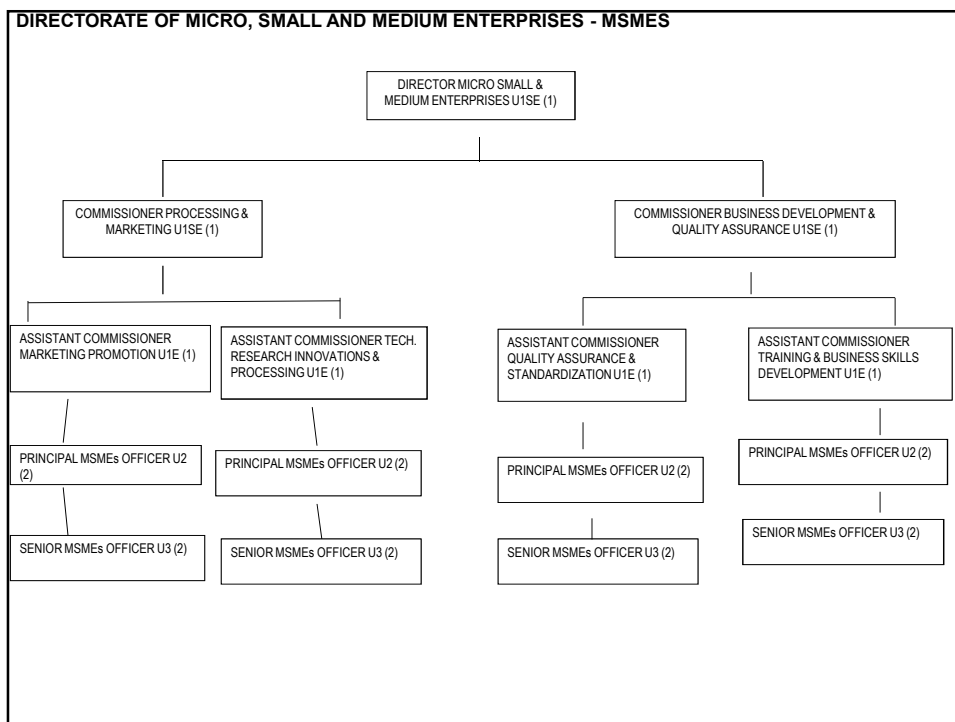 DIRECTORATE OF MICRO, SMALL AND MEDIUM ENTERPRISES - MSMES
DIRECTOR MICRO SMALL &
MEDIUM ENTERPRISES U1SE (1)
COMMISSIONER PROCESSING &
MARKETING U1SE (1)
COMMISSIONER BUSINESS DEVELOPMENT &
QUALITY ASSURANCE U1SE (1)
ASSISTANT COMMISSIONER
MARKETING PROMOTION U1E (1)
ASSISTANT COMMISSIONER TECH.
RESEARCH INNOVATIONS &
PROCESSING U1E (1)
ASSISTANT COMMISSIONER
QUALITY ASSURANCE &
STANDARDIZATION U1E (1)
ASSISTANT COMMISSIONER
TRAINING & BUSINESS SKILLS
DEVELOPMENT U1E (1)
PRINCIPAL MSMEs OFFICER U2
(2)
PRINCIPAL MSMEs OFFICER U2 (2)
PRINCIPAL MSMEs OFFICER U2 (2)
PRINCIPAL MSMEs OFFICER U2 (2)
SENIOR MSMEs OFFICER U3 (2)
SENIOR MSMEs OFFICER U3 (2)
SENIOR MSMEs OFFICER U3 (2)
SENIOR MSMEs OFFICER U3 (2)